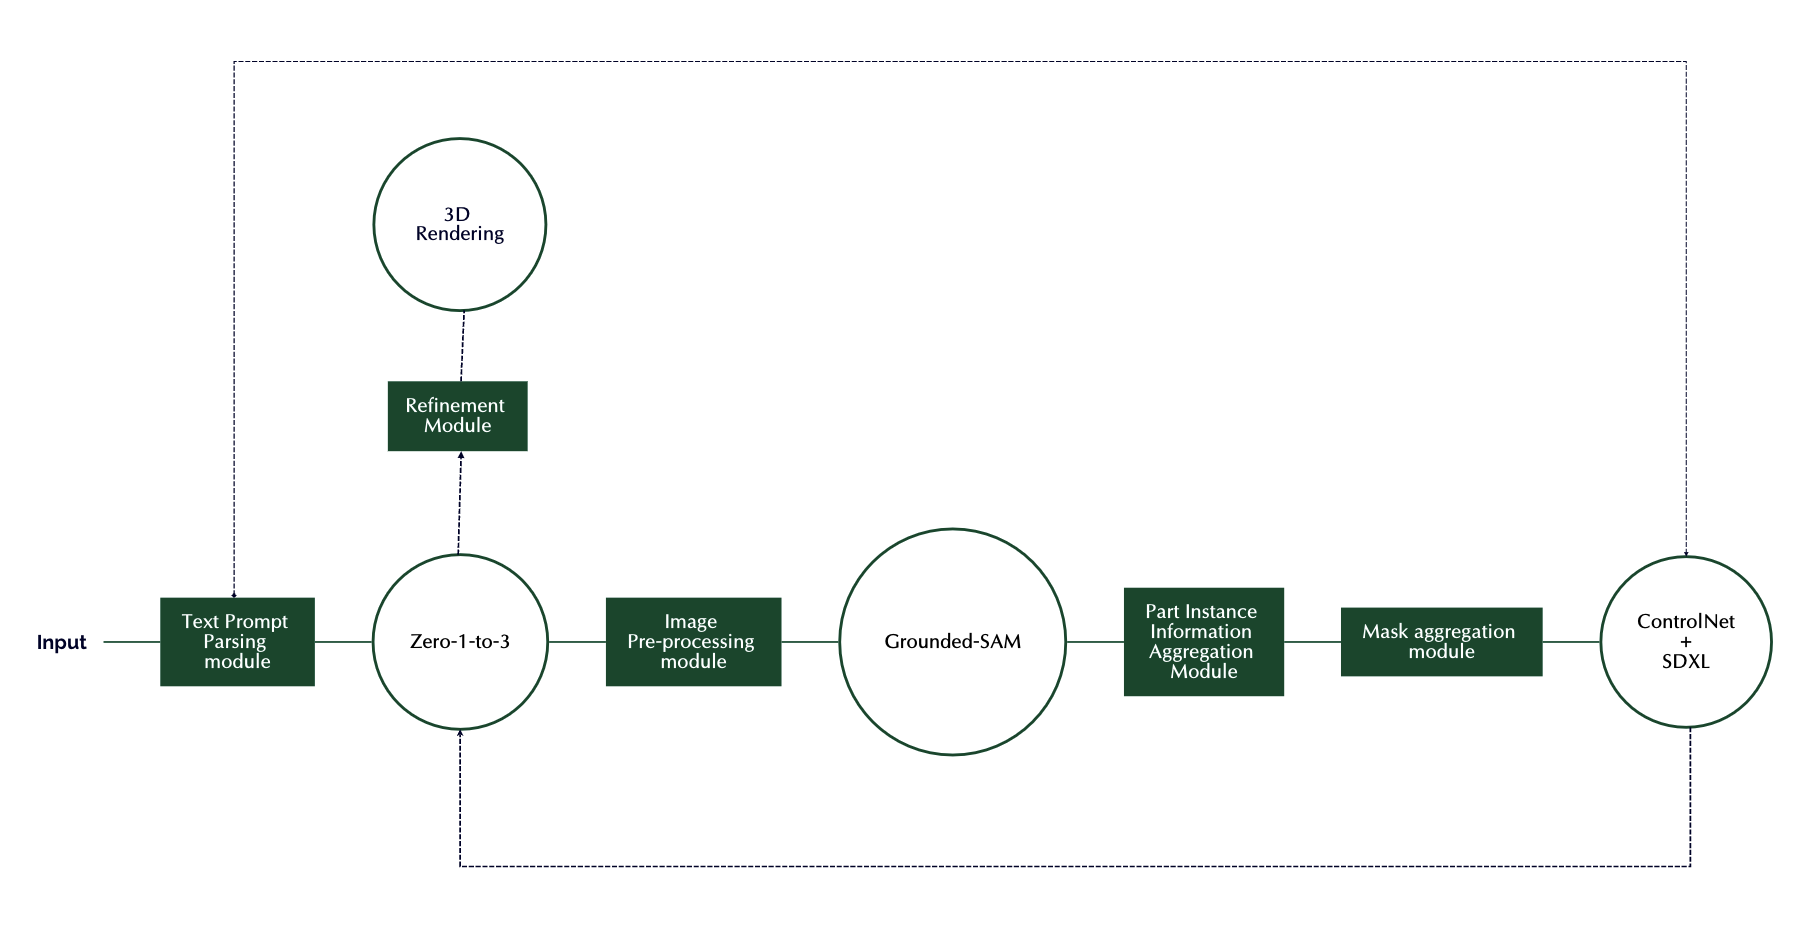 3D
Rendering
Refinement
Module
Input
Text Prompt
Parsing
module
Zero-1-to-3
Image
Pre-processing
module
Grounded-SAM
Part Instance
Information
Aggregation
Module
Mask aggregation
module
ControlNet
+
SDXL